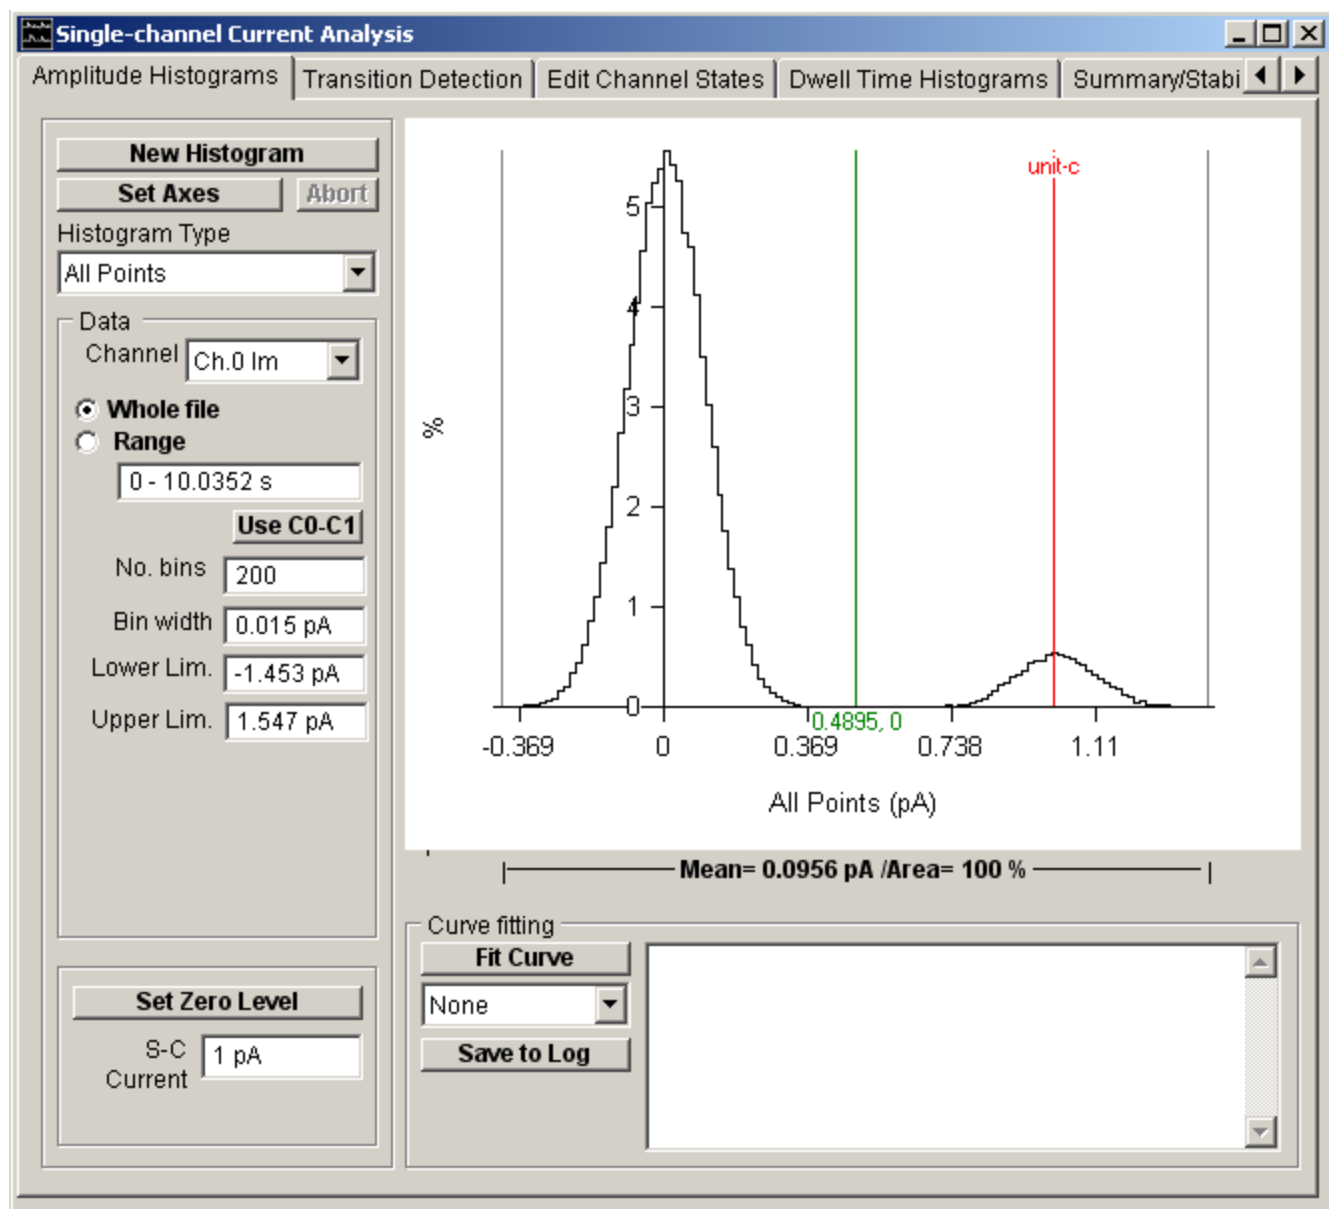 Single-channel Current Analysis
Amplitude Histograms Transition Detection Edit Channel States Dwell Time Histograms Summary/Stabi
New Histogram
Set Axes Abort
Histogram Type
All Points
Data
Channel Ch.0 Im
Whole file
Range
0 - 10.0352 s
Use C0-C1
No. bins 200
Bin width 0.015 pA
Lower Lim. -1.453 pA
Upper Lim. 1.547 pA
Set Zero Level
S-C Current 1 pA
unit-c
%
5
4
3
2
1
0
0.4895, 0
-0.369 0 0.369 0.738 1.11
All Points (pA)
Mean= 0.0956 pA /Area= 100 %
Curve fitting
Fit Curve
None
Save to Log